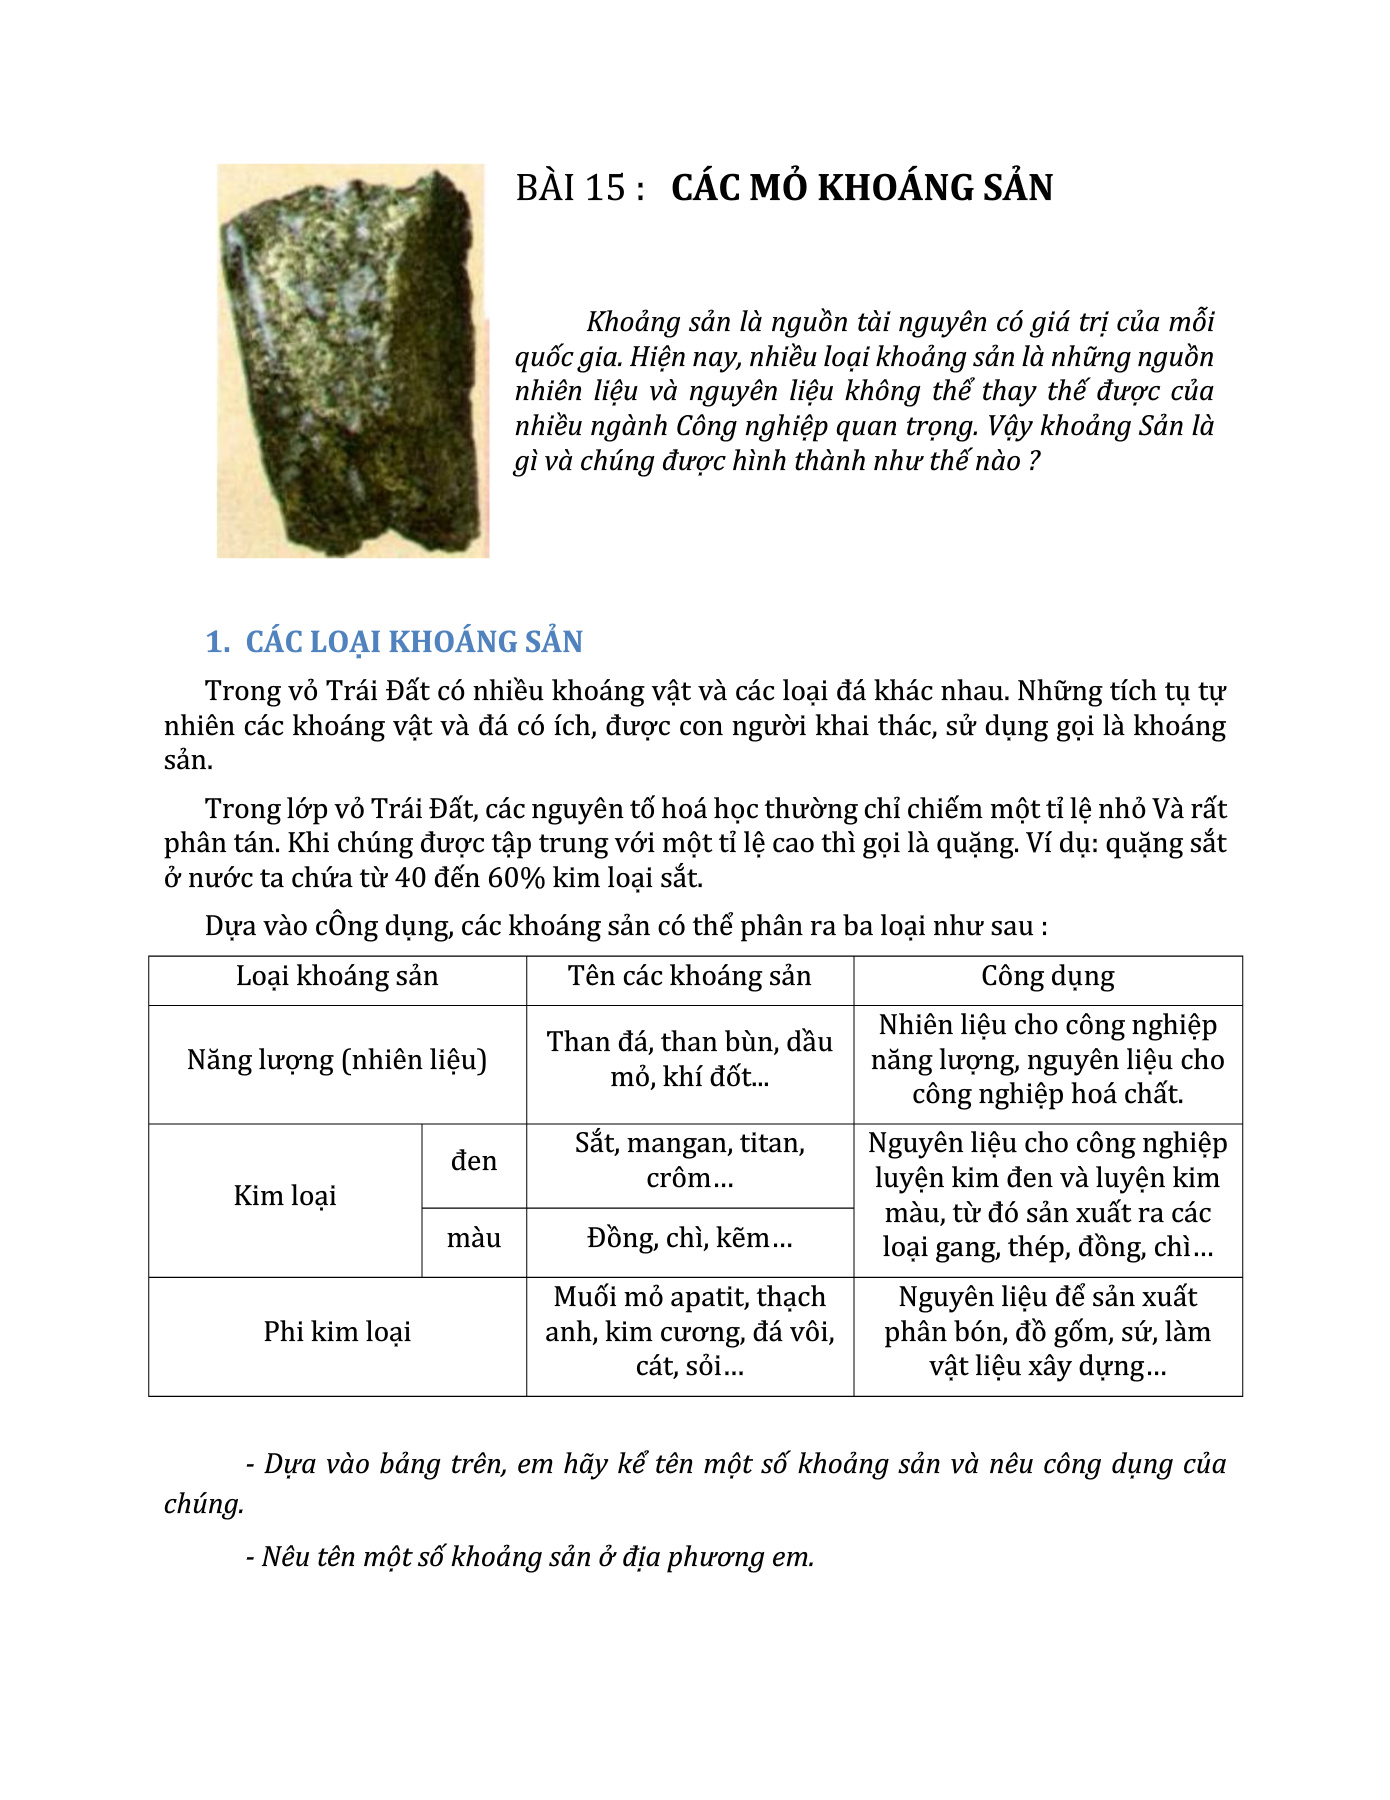 BÀI 15 : CÁC MỎ KHOÁNG SẢN
Khoảng sản là nguồn tài nguyên có giá trị của mỗi
quốc gia. Hiện nay, nhiều loại khoảng sản là những nguồn
nhiên liệu và nguyên liệu không thể thay thế được của
nhiều ngành Công nghiệp quan trọng. Vậy khoảng Sản là
gì và chúng được hình thành như thế nào ?
1. CÁC LOẠI KHOÁNG SẢN
Trong vỏ Trái Đất có nhiều khoáng vật và các loại đá khác nhau. Những tích tụ tự
nhiên các khoáng vật và đá có ích, được con người khai thác, sử dụng gọi là khoáng
sản.
Trong lớp vỏ Trái Đất, các nguyên tố hoá học thường chỉ chiếm một tỉ lệ nhỏ Và rất
phân tán. Khi chúng được tập trung với một tỉ lệ cao thì gọi là quặng. Ví dụ: quặng sắt
ở nước ta chứa từ 40 đến 60% kim loại sắt.
Dựa vào cÔng dụng, các khoáng sản có thể phân ra ba loại như sau :
Loại khoáng sản
Tên các khoáng sản
Công dụng
Năng lượng (nhiên liệu)
Than đá, than bùn, dầu
mỏ, khí đốt...
Nhiên liệu cho công nghiệp
năng lượng, nguyên liệu cho
công nghiệp hoá chất.
Kim loại
đen
Sắt, mangan, titan,
crôm…
Nguyên liệu cho công nghiệp
luyện kim đen và luyện kim
màu, từ đó sản xuất ra các
loại gang, thép, đồng, chì…
màu
Đồng, chì, kẽm…
Phi kim loại
Muối mỏ apatit, thạch
anh, kim cương, đá vôi,
cát, sỏi…
Nguyên liệu để sản xuất
phân bón, đồ gốm, sứ, làm
vật liệu xây dựng…
- Dựa vào bảng trên, em hãy kể tên một số khoảng sản và nêu công dụng của
chúng.
- Nêu tên một số khoảng sản ở địa phương em.